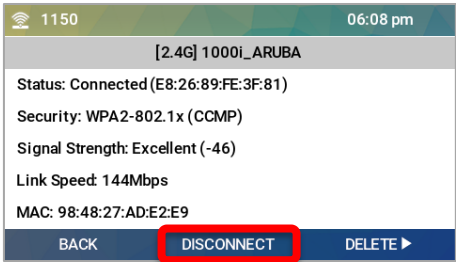 1150 06:08 pm
[2.4G] 1000i_ARUBA
Status: Connected (E8:26:89:FE:3F:81)
Security: WPA2-802.1x (CCMP)
Signal Strength: Excellent (-46)
Link Speed: 144Mbps
MAC: 98:48:27:AD:E2:E9
BACK DISCONNECT DELETE